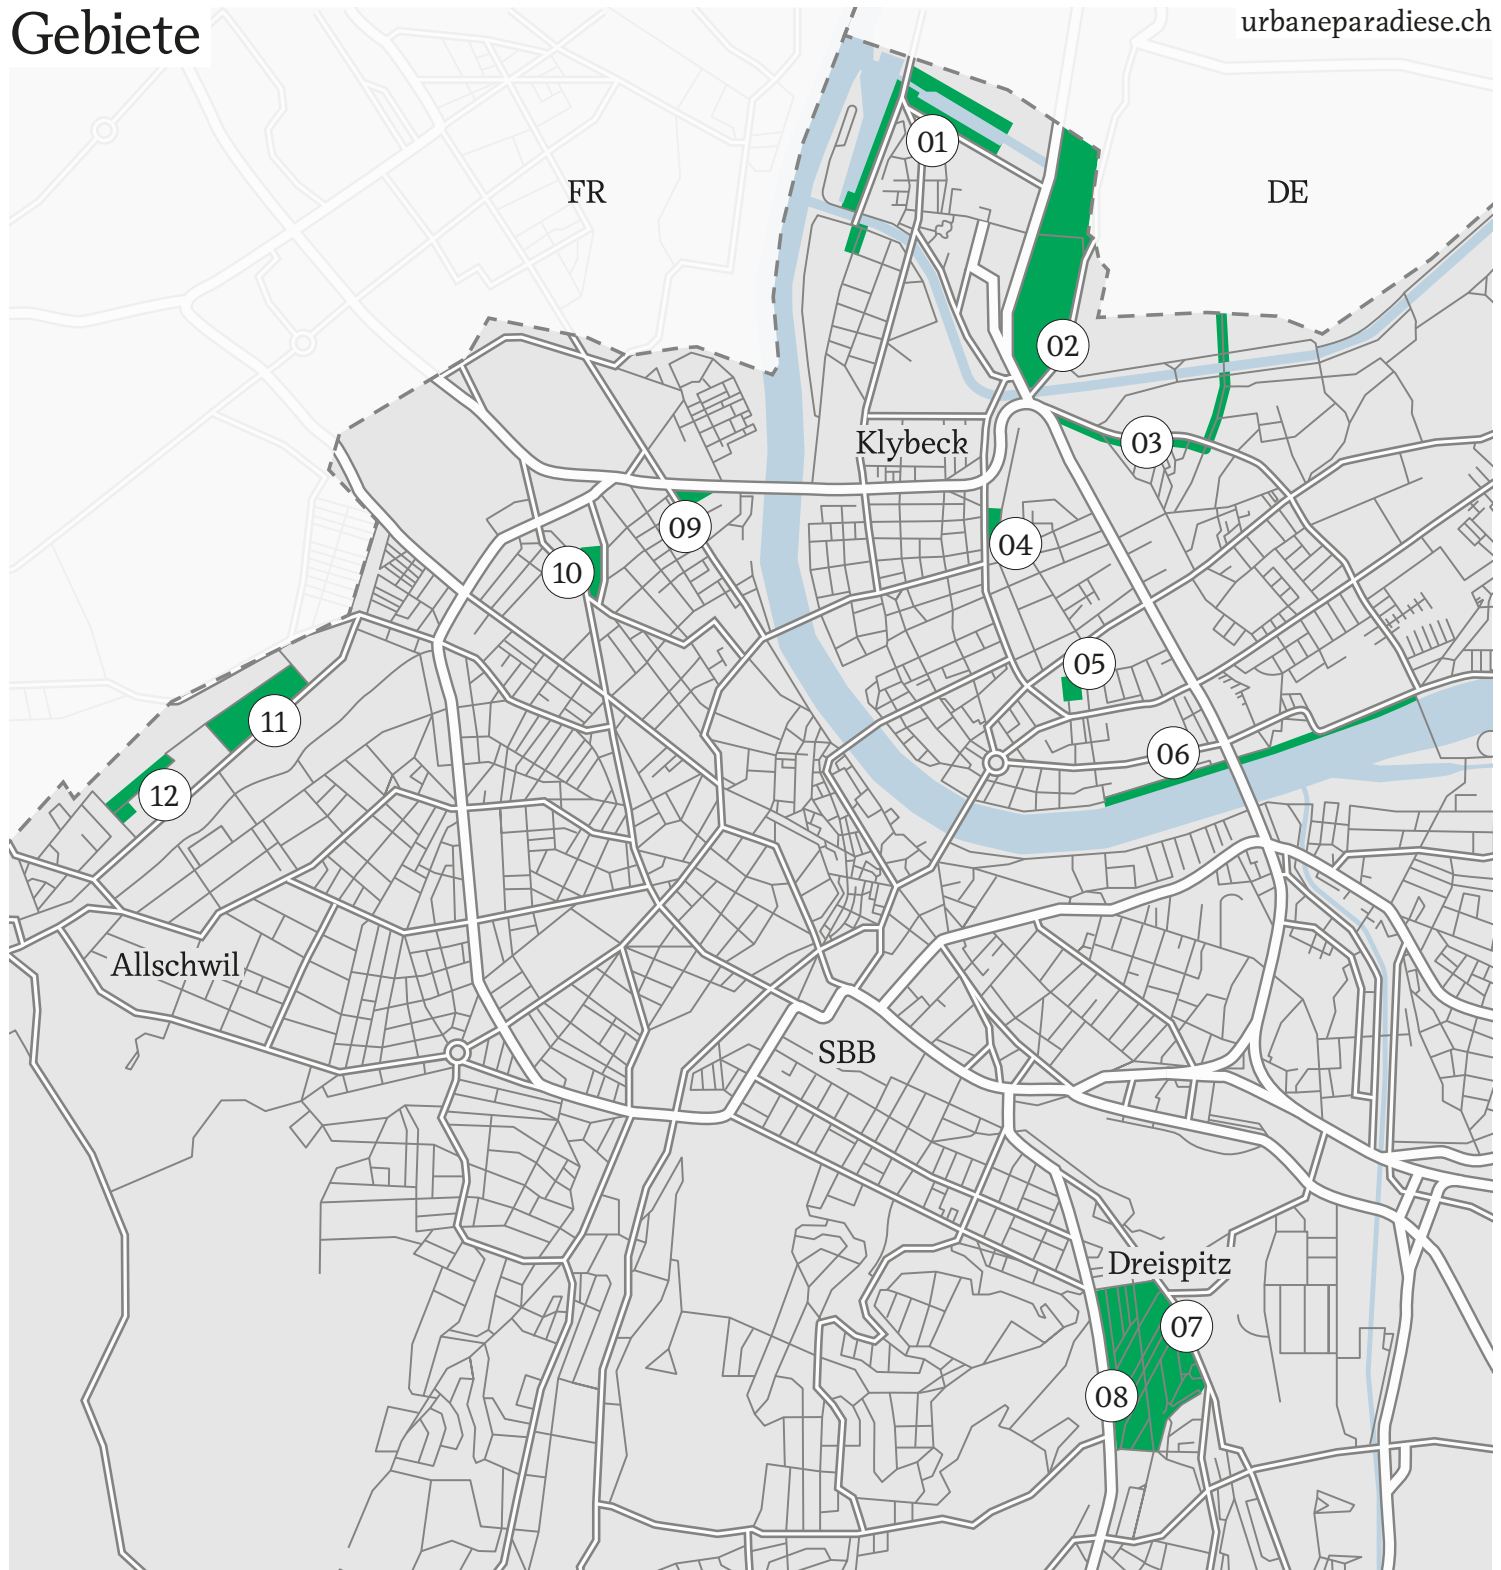 Gebiete
urbaneparadiese.ch
01
FR
DE
02
Klybeck
03
09
04
10
05
11
06
12
Allschwil
SBB
Dreispitz
07
08